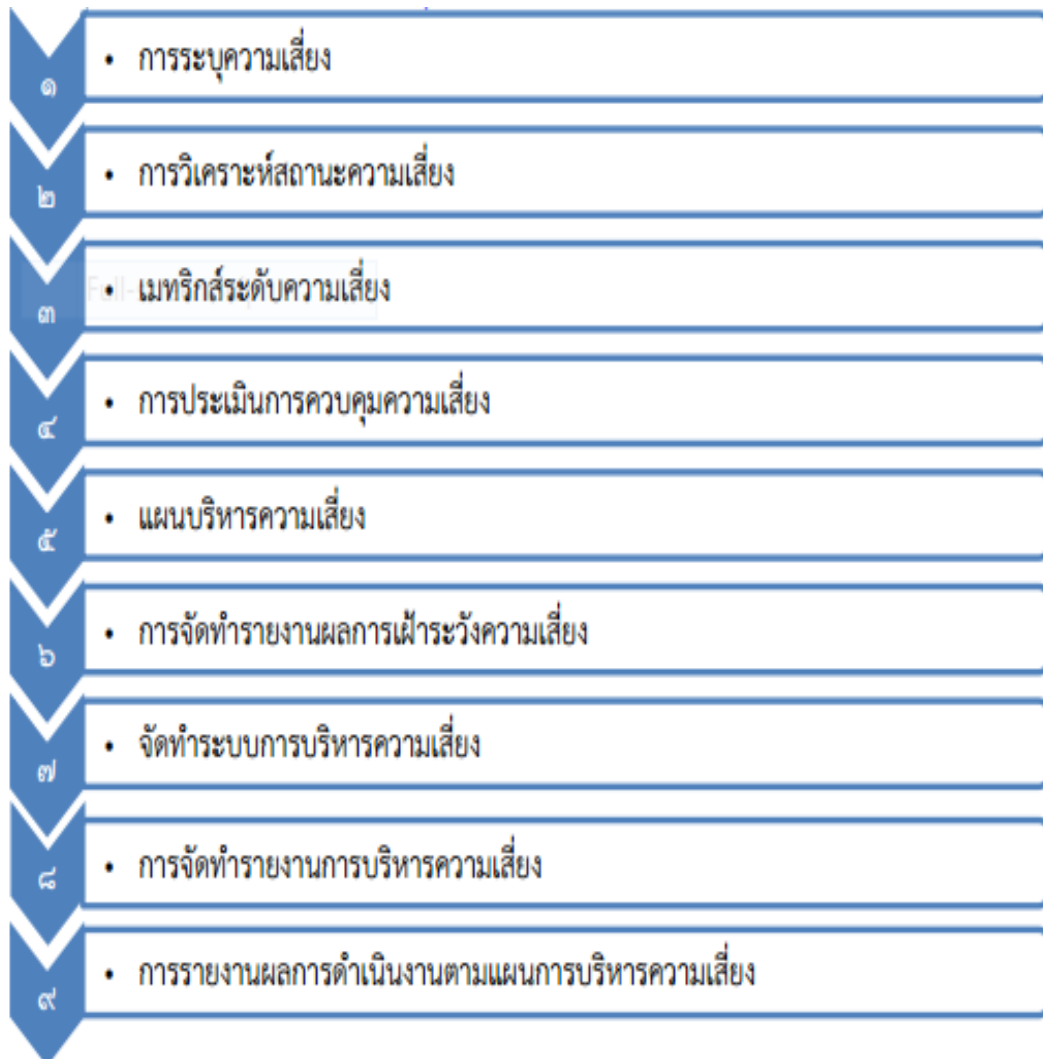 ๑
• การระบุความเสี่ยง
๒
• การวิเคราะห์สถานะความเสี่ยง
๓
• เมทริกส์ระดับความเสี่ยง
๔
• การประเมินการควบคุมความเสี่ยง
๕
• แผนบริหารความเสี่ยง
๖
• การจัดทำรายงานผลการเฝ้าระวังความเสี่ยง
๗
• จัดทำระบบการบริหารความเสี่ยง
๘
• การจัดทำรายงานการบริหารความเสี่ยง
๙
• การรายงานผลการดำเนินงานตามแผนการบริหารความเสี่ยง